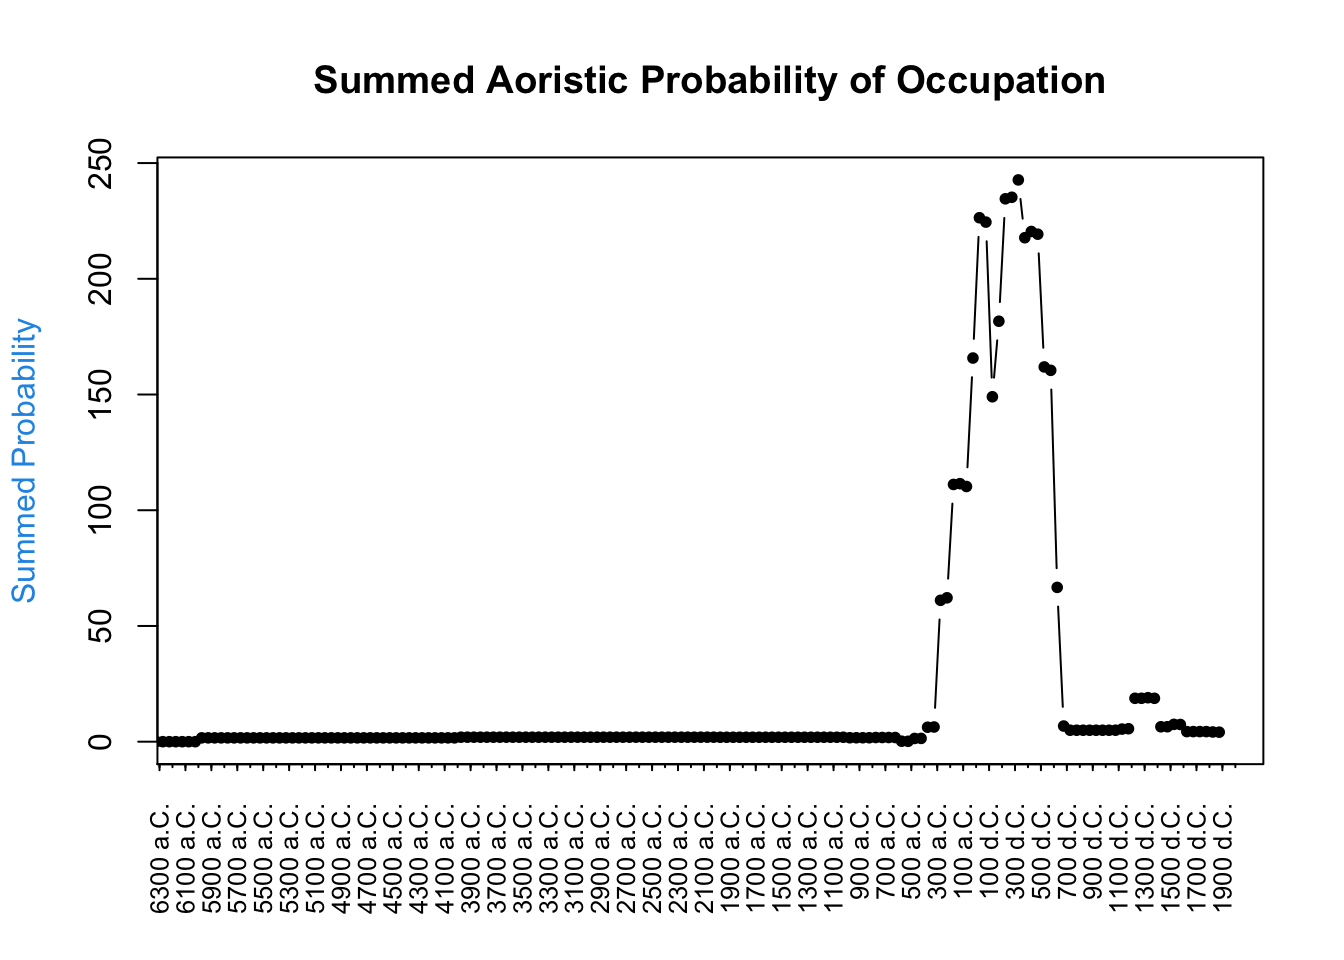 Summed Aoristic Probability of Occupation
Summed Probability
250
200
150
100
50
0
6300 a.C.
6100 a.C.
5900 a.C.
5700 a.C.
5500 a.C.
5300 a.C.
5100 a.C.
4900 a.C.
4700 a.C.
4500 a.C.
4300 a.C.
4100 a.C.
3900 a.C.
3700 a.C.
3500 a.C.
3300 a.C.
3100 a.C.
2900 a.C.
2700 a.C.
2500 a.C.
2300 a.C.
2100 a.C.
1900 a.C.
1700 a.C.
1500 a.C.
1300 a.C.
1100 a.C.
900 a.C.
700 a.C.
500 a.C.
300 a.C.
100 a.C.
100 d.C.
300 d.C.
500 d.C.
700 d.C.
900 d.C.
1100 d.C.
1300 d.C.
1500 d.C.
1700 d.C.
1900 d.C.